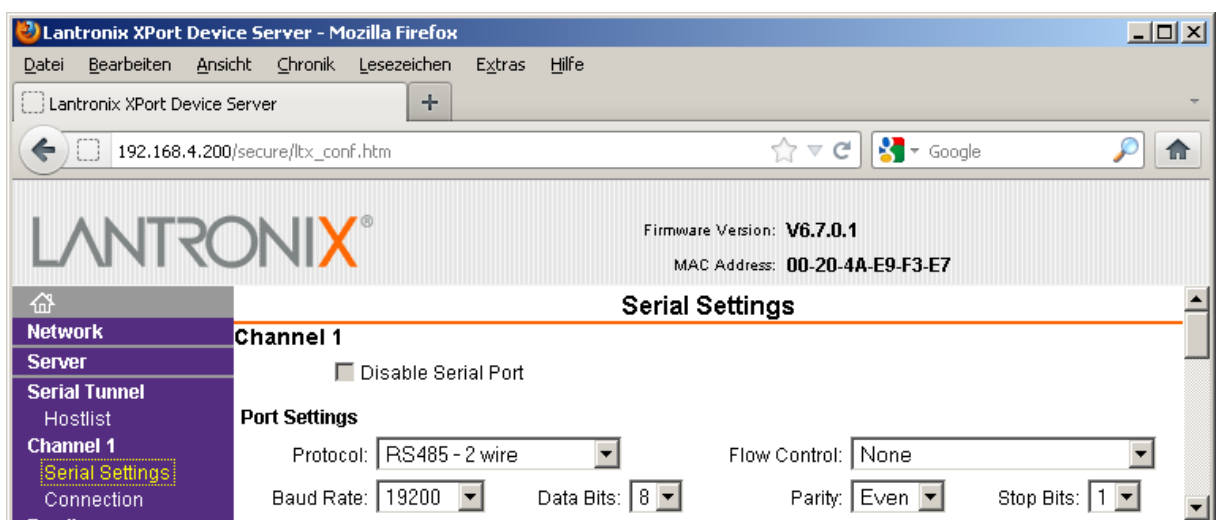 Lantronix XPort Device Server - Mozilla Firefox
Datei Bearbeiten Ansicht Chronik Lesezeichen Extras Hilfe
Lantronix XPort Device Server
192.168.4.200/secure/ltx_conf.htm Google
LANTRONIX®
Firmware Version: V6.7.0.1
MAC Address: 00-20-4A-E9-F3-E7
Serial Settings
Network
Server
Serial Tunnel
Hostlist
Channel 1
Serial Settings
Connection
Channel 1
Disable Serial Port
Port Settings
Protocol: RS485 - 2 wire Flow Control: None
Baud Rate: 19200 Data Bits: 8 Parity: Even Stop Bits: 1